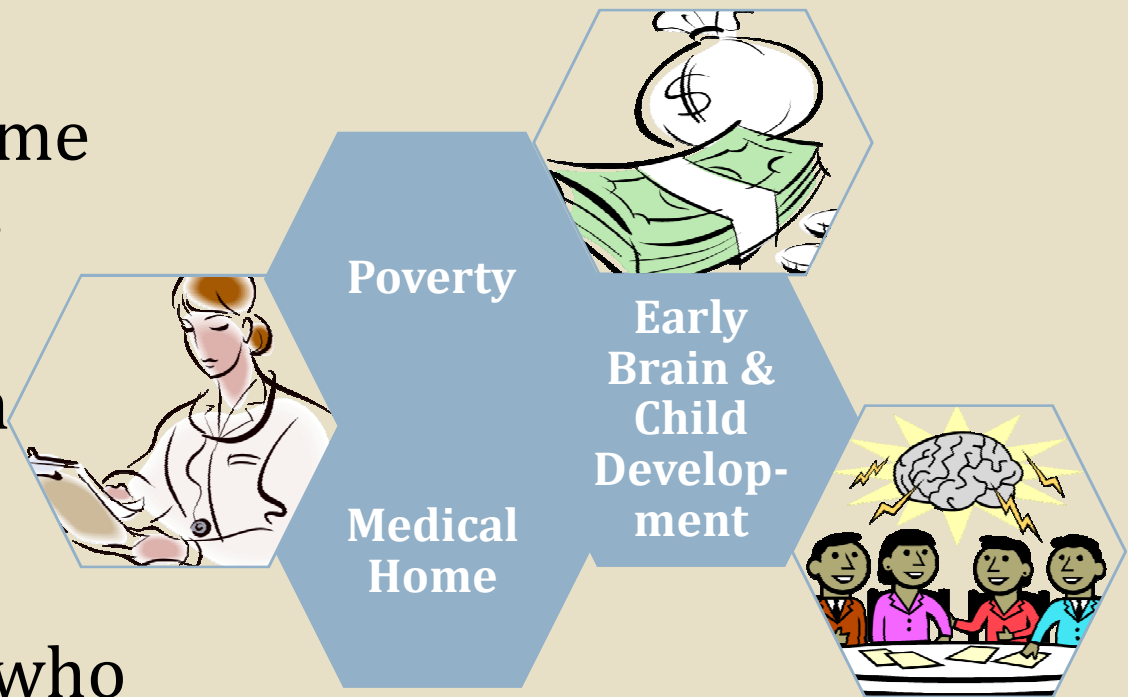 me
Poverty
Early
Brain &
Child
Develop-
ment
Medical
Home
who
$